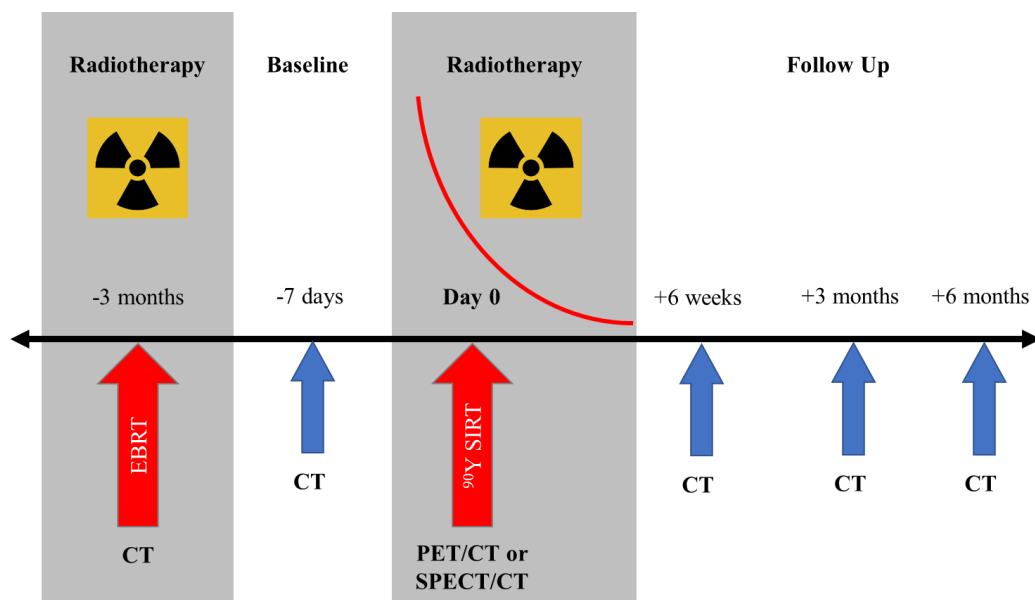 Radiotherapy
Baseline
Radiotherapy
Follow Up
-3 months
-7 days
Day 0
+6 weeks
+3 months
+6 months
EBRT
⁹⁰Y SIRT
CT
CT
PET/CT or
SPECT/CT
CT
CT
CT